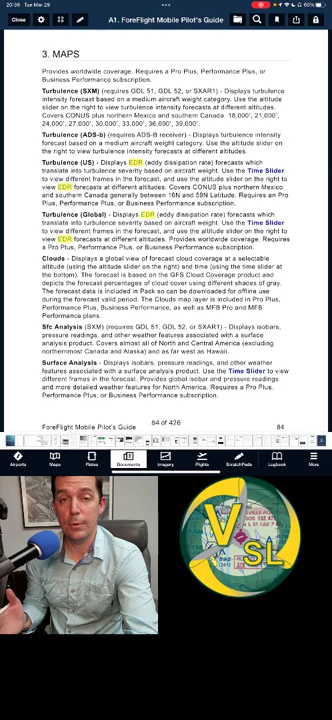 20:36 Tue Mar 29
60%
Close
A1. ForeFlight Mobile Pilot's Guide
3. MAPS
Provides worldwide coverage. Requires a Pro Plus, Performance Plus, or
Business Performance subscription.
Turbulence (SXM) (requires GDL 51, GDL 52, or SXAR1) - Displays turbulence
intensity forecast based on a medium aircraft weight category. Use the altitude
slider on the right to view turbulence forecasts at different altitudes.
Covers CONUS plus northern Mexico and southern Canada. 18,000', 21,000',
24,000', 27,000', 30,000', 33,000', 36,000', 39,000'.
Turbulence (ADS-b) (requires ADS-B receiver) - Displays turbulence intensity
forecast based on a medium aircraft weight category. Use the altitude slider on
the right to view turbulence forecasts at different altitudes.
Turbulence (US) - Displays EDR (eddy dissipation rate) forecasts which
translate into turbulence severity based on aircraft weight. Use the Time Slider
to view different frames in the forecast, and use the altitude slider on the right to
view EDR forecasts at different altitudes. Covers CONUS plus northern Mexico
and southern Canada generally between 16N and 59N Latitude. Requires an Pro
Plus, Performance Plus, or Business Performance subscription.
Turbulence (Global) - Displays EDR (eddy dissipation rate) forecasts which
translate into turbulence severity based on aircraft weight. Use the Time Slider
to view different frames in the forecast, and use the altitude slider on the right to
view EDR forecasts at different altitudes. Provides worldwide coverage. Requires
a Pro Plus, Performance Plus, or Business Performance subscription.
Clouds - Displays a global view of forecast cloud coverage at a selectable
altitude (using the altitude slider on the right) and time (using the time slider at
the bottom). The forecast is based on the GFS Cloud Coverage product and
depicts the forecast percentages of cloud cover using different shades of gray.
The forecast data is included in Pack so can be downloaded for offline use
during the forecast valid period. The Clouds map layer is included in Pro Plus,
Performance Plus, Business Performance, as well as MFB Pro and MFB
Performance plans.
Sfc Analysis (SXM) (requires GDL 51, GDL 52, or SXAR1) - Displays isobars,
pressure readings, and other weather features associated with a surface
analysis product. Covers almost all of North and Central America (excluding
northernmost Canada and Alaska) and as far west as Hawaii.
Surface Analysis - Displays isobars, pressure readings, and other weather
features associated with a surface analysis product. Use the Time Slider to view
different frames in the forecast. Provides global isobar and pressure readings
and more detailed weather features for North America. Requires a Pro Plus,
Performance Plus, or Business Performance subscription.
84 of 426
ForeFlight Mobile Pilot's Guide 84
Airports Maps Plates Documents Imagery Flights ScratchPads Logbook More
VSL